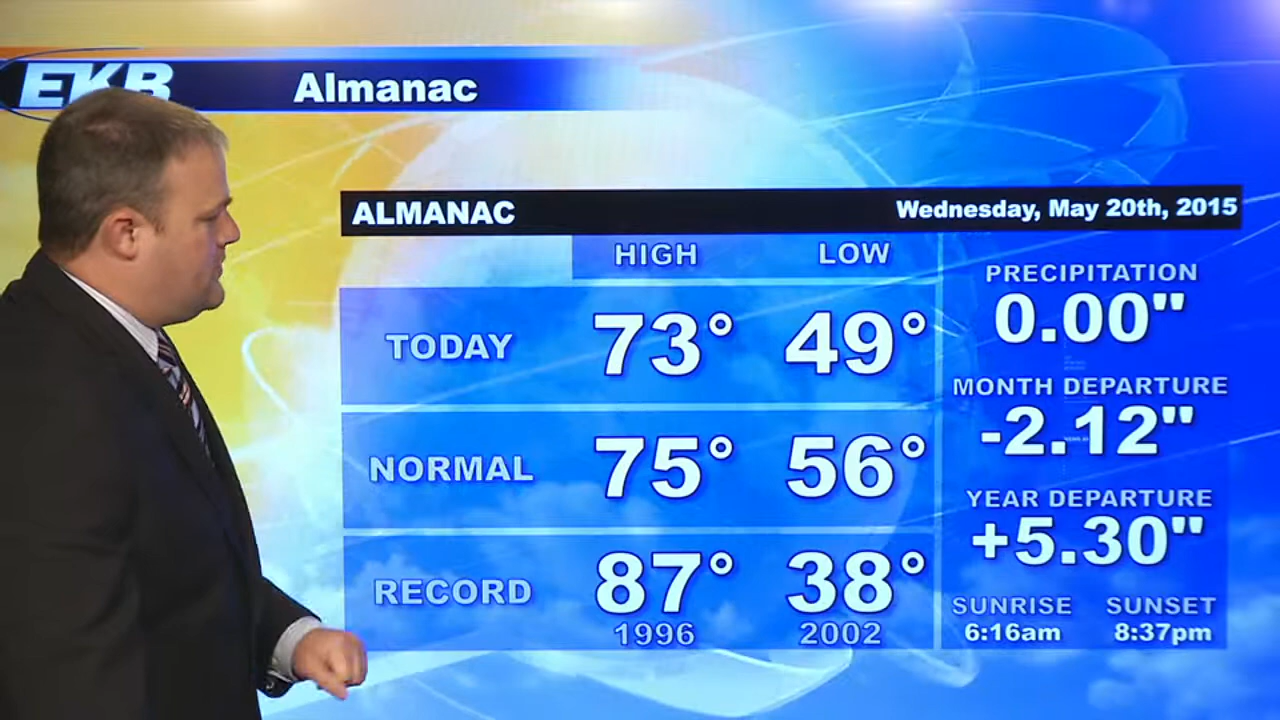 EKB
Almanac
ALMANAC
Wednesday, May 20th, 2015
HIGH LOW
TODAY 73° 49°
NORMAL 75° 56°
RECORD 87° 38°
1996 2002
PRECIPITATION
0.00"
MONTH DEPARTURE
-2.12"
YEAR DEPARTURE
+5.30"
SUNRISE SUNSET
6:16am 8:37pm